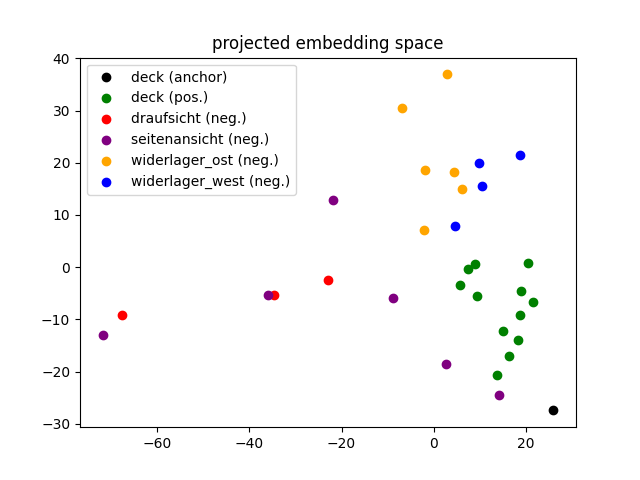 projected embedding space
40
30
20
10
0
−10
−20
−30
deck (anchor)
deck (pos.)
draufsicht (neg.)
seitenansicht (neg.)
widerlager_ost (neg.)
widerlager_west (neg.)
−60 −40 −20 0 20